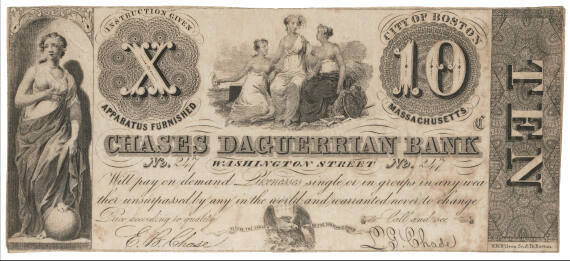 INSTRUCTION GIVEN
X
APPARATUS FURNISHED
CITY OF BOSTON
10
MASSACHUSETTS
C
TEN
CHASES DAGUERRIAN BANK
No. 247 WASHINGTON STREET No. 247
Will pay on demand Likenesses single or in groups in any wea
ther unsurpassed by any in the world and warranted never to change
Price according to quality Call and see
E. B. Chase L. G. Chase